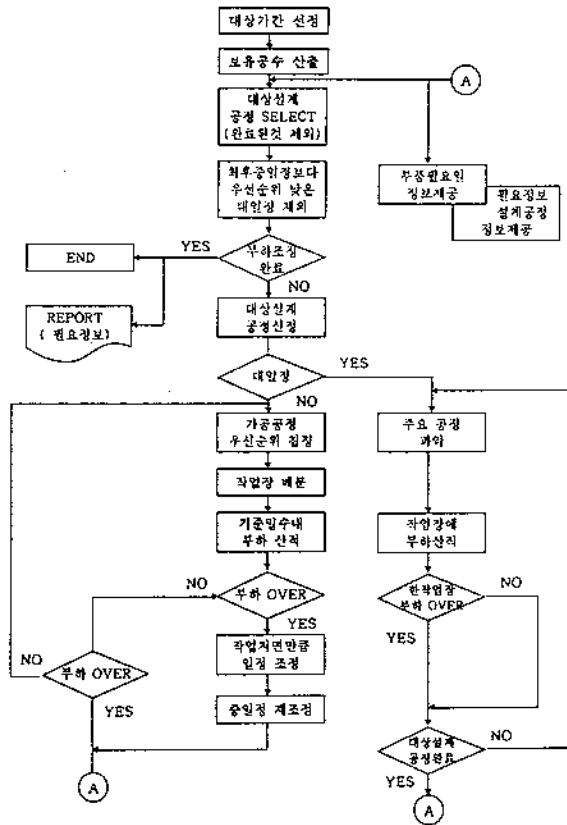 대상기간 선정
보유공수 산출
A
대상설계
공정 SELECT
(완료된것 제외)
최후중일정보다
우선순위 낮은
대일정 제외
부품필요일
정보제공
필요정보
설계공정
정보제공
YES
END
부하조정
완료
NO
REPORT
( 필요정보)
대상설계
공정선정
대일정
YES
NO
가공공정
우선순위 결정
주요 공정
파악
작업장 배분
기준일수내
부하 산적
작업장에
부하산적
NO
부하 OVER
한작업장
부하 OVER
NO
YES
YES
NO
부하 OVER
작업지연만큼
일정 조정
YES
중일정 재조정
대상설계
공정완료
NO
YES
A
A